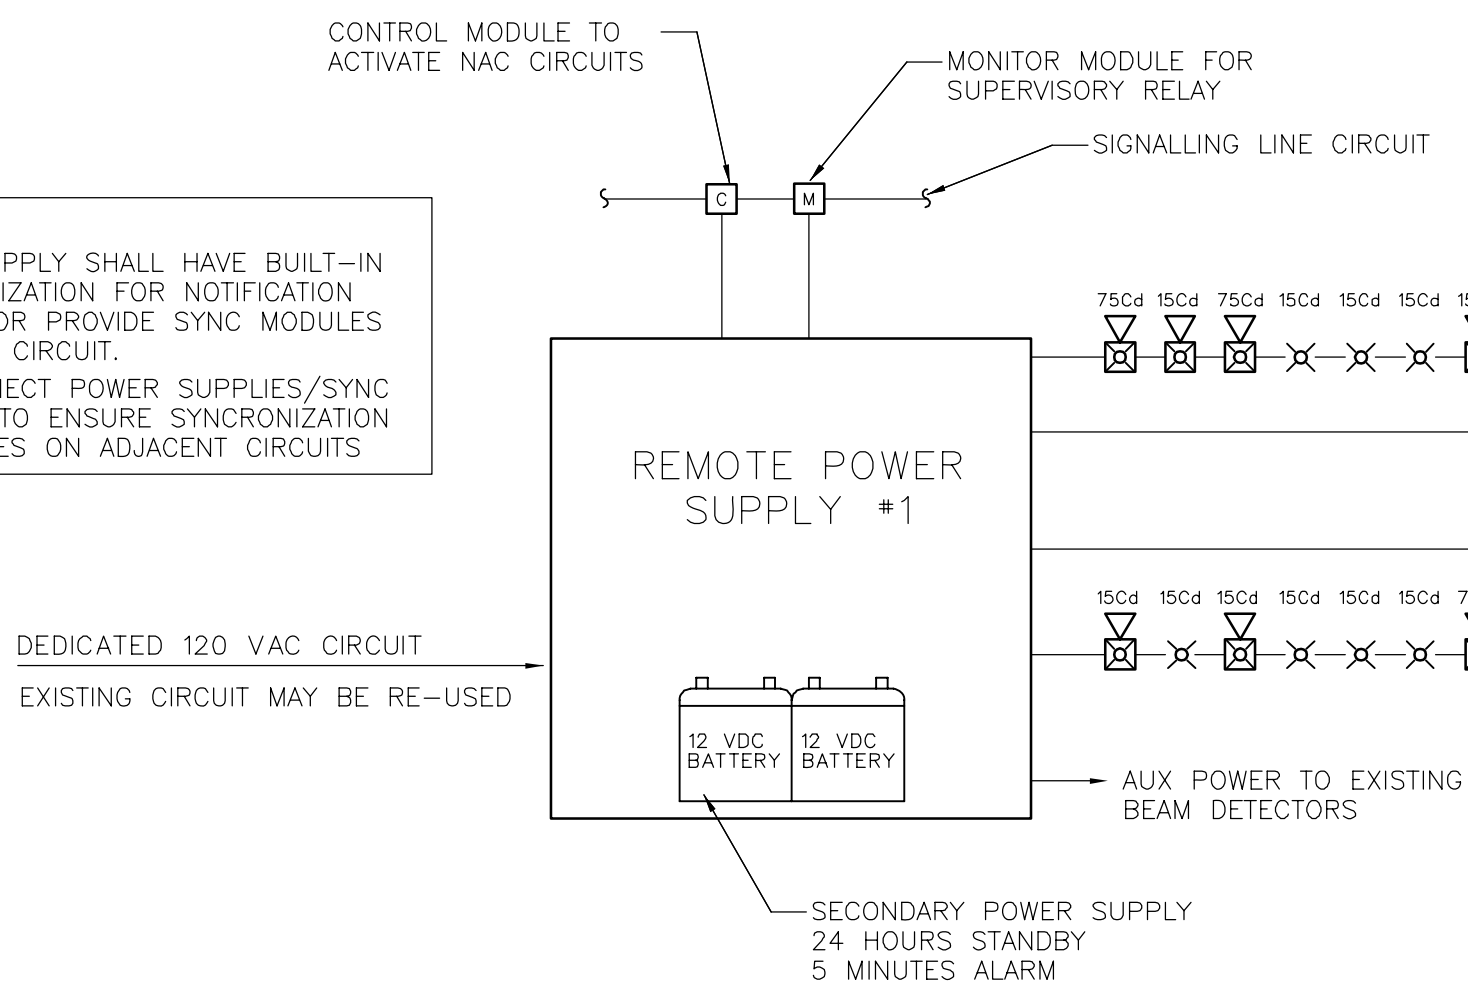 CONTROL MODULE TO
ACTIVATE NAC CIRCUITS
MONITOR MODULE FOR
SUPERVISORY RELAY
SIGNALLING LINE CIRCUIT
C
M
PPLY SHALL HAVE BUILT-IN
IZATION FOR NOTIFICATION
OR PROVIDE SYNC MODULES
CIRCUIT.
NECT POWER SUPPLIES/SYNC
TO ENSURE SYNCRONIZATION
ES ON ADJACENT CIRCUITS
75Cd 15Cd 75Cd 15Cd 15Cd 15Cd
REMOTE POWER
SUPPLY #1
15Cd 15Cd 15Cd 15Cd 15Cd 15Cd
DEDICATED 120 VAC CIRCUIT
EXISTING CIRCUIT MAY BE RE-USED
12 VDC
BATTERY
12 VDC
BATTERY
AUX POWER TO EXISTING
BEAM DETECTORS
SECONDARY POWER SUPPLY
24 HOURS STANDBY
5 MINUTES ALARM